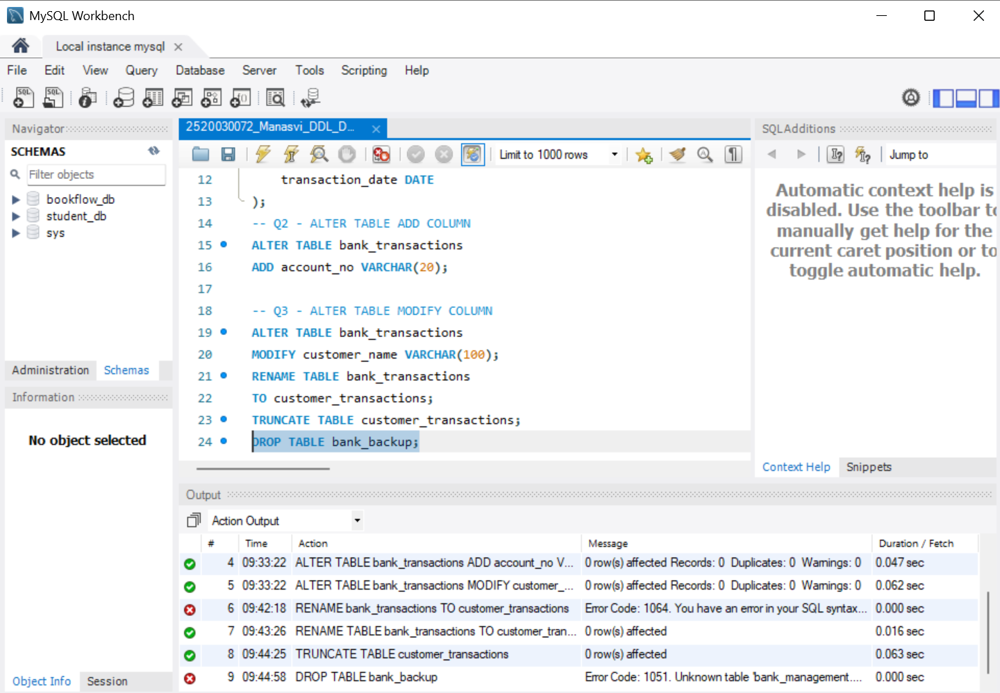 MySQL Workbench
Local instance mysql
File Edit View Query Database Server Tools Scripting Help
Navigator
SCHEMAS
Filter objects
bookflow_db
student_db
sys
Administration Schemas
Information
No object selected
Object Info Session
2520030072_Manasvi_DDL_D...
Limit to 1000 rows
12 transaction_date DATE
13 );
14 -- Q2 - ALTER TABLE ADD COLUMN
15 ALTER TABLE bank_transactions
16 ADD account_no VARCHAR(20);
17
18 -- Q3 - ALTER TABLE MODIFY COLUMN
19 ALTER TABLE bank_transactions
20 MODIFY customer_name VARCHAR(100);
21 RENAME TABLE bank_transactions
22 TO customer_transactions;
23 TRUNCATE TABLE customer_transactions;
24 DROP TABLE bank_backup;
SQLAdditions
Jump to
Automatic context help is
disabled. Use the toolbar to
manually get help for the
current caret position or to
toggle automatic help.
Context Help Snippets
Output
Action Output
# Time Action Message Duration / Fetch
4 09:33:22 ALTER TABLE bank_transactions ADD account_no V... 0 row(s) affected Records: 0 Duplicates: 0 Warnings: 0 0.047 sec
5 09:33:22 ALTER TABLE bank_transactions MODIFY customer_... 0 row(s) affected Records: 0 Duplicates: 0 Warnings: 0 0.062 sec
6 09:42:18 RENAME bank_transactions TO customer_transactions Error Code: 1064. You have an error in your SQL syntax... 0.000 sec
7 09:43:26 RENAME TABLE bank_transactions TO customer_tran... 0 row(s) affected 0.016 sec
8 09:44:25 TRUNCATE TABLE customer_transactions 0 row(s) affected 0.063 sec
9 09:44:58 DROP TABLE bank_backup Error Code: 1051. Unknown table 'bank_management.... 0.000 sec